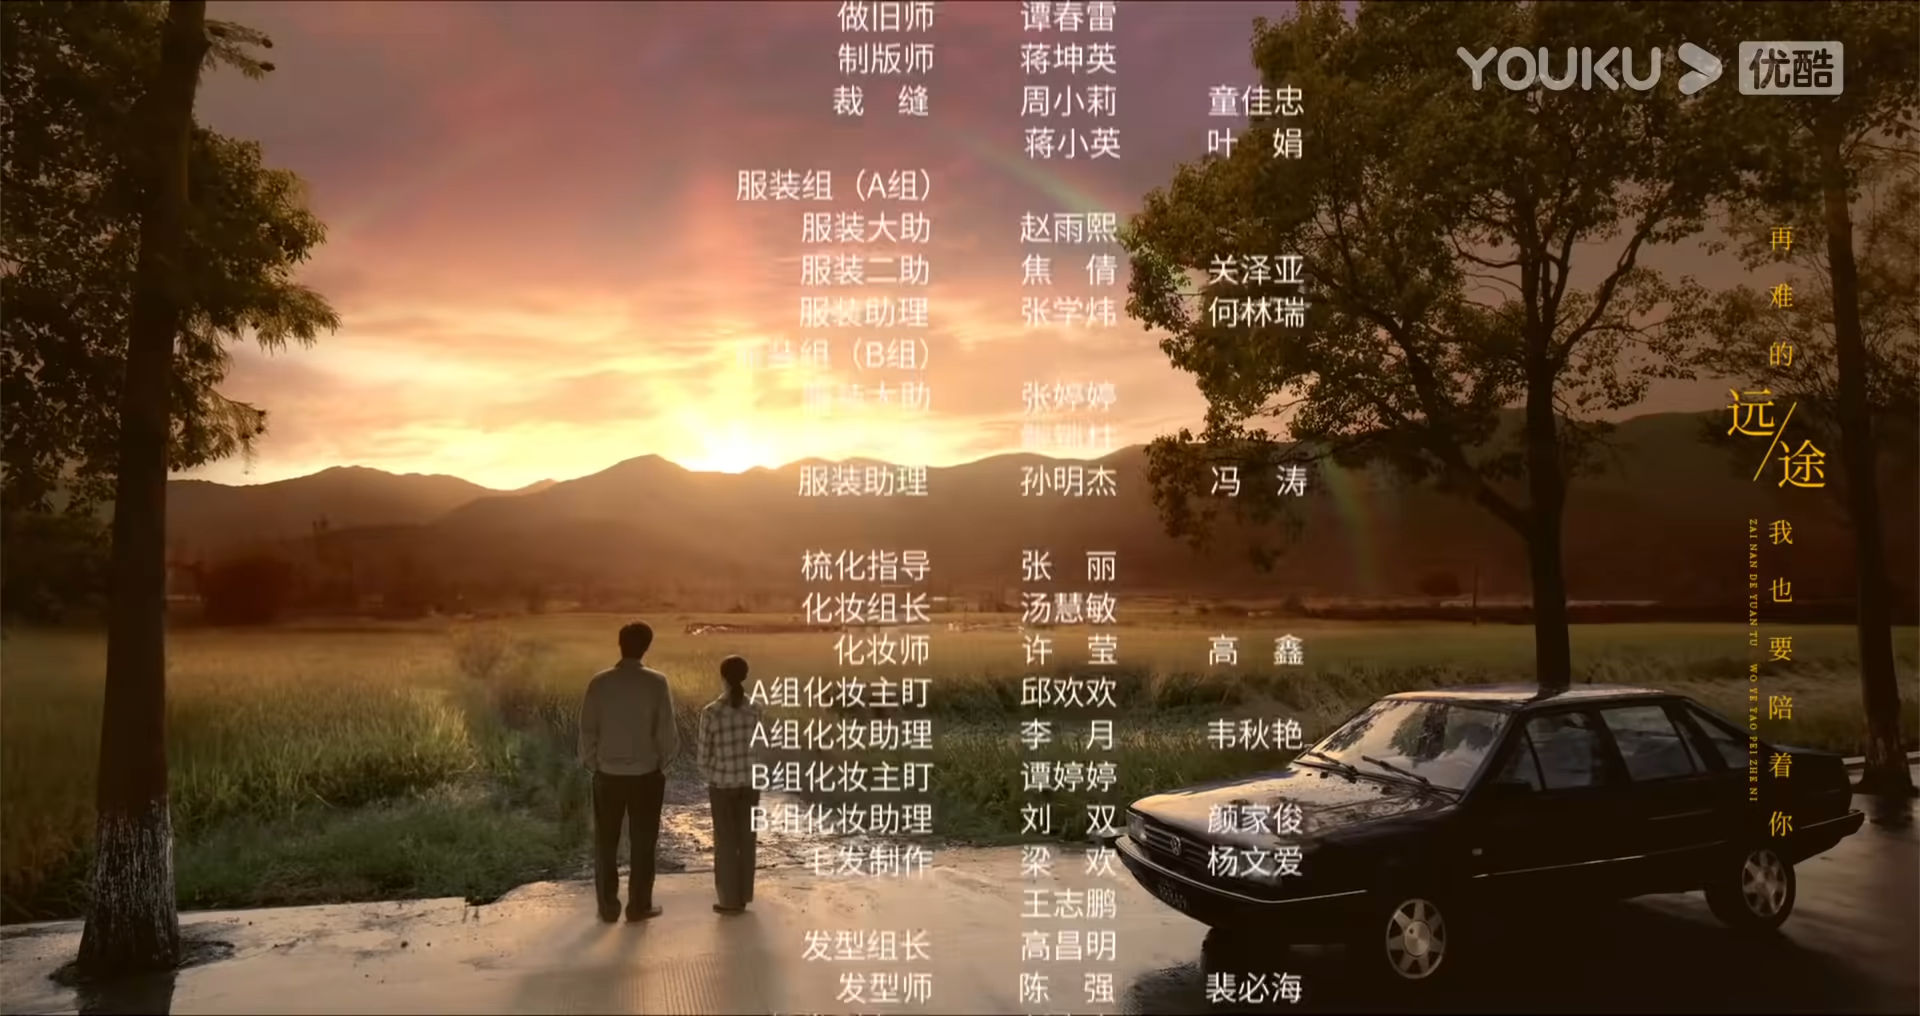 做旧师 谭春雷
制版师 蒋坤英
裁 缝 周小莉 童佳忠
蒋小英 叶 娟
服装组（A组）
服装大助 赵雨熙
服装二助 焦 倩 关泽亚
服装助理 张学炜 何林瑞
服装组（B组）
服装大助 张婷婷
服装助理 孙明杰 冯 涛
梳化指导 张 丽
化妆组长 汤慧敏
化妆师 许 莹 高 鑫
A组化妆主盯 邱欢欢
A组化妆助理 李 月 韦秋艳
B组化妆主盯 谭婷婷
B组化妆助理 刘 双 颜家俊
毛发制作 梁 欢 杨文爱
王志鹏
发型组长 高昌明
发型师 陈 强 裴必海
YOUKU 优酷
再难的远/途我也要陪着你
ZAI NAN DE YUAN TU WO YE YAO PEI ZHE NI